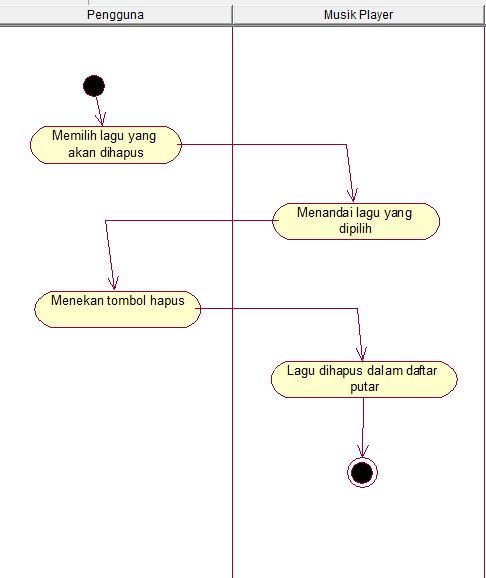 Pengguna
Musik Player
Memilih lagu yang
akan dihapus
Menandai lagu yang
dipilih
Menekan tombol hapus
Lagu dihapus dalam daftar
putar